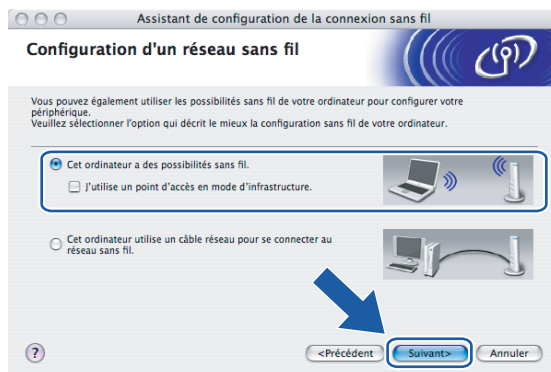 Assistant de configuration de la connexion sans fil
Configuration d'un réseau sans fil
Vous pouvez également utiliser les possibilités sans fil de votre ordinateur pour configurer votre
périphérique.
Veuillez sélectionner l'option qui décrit le mieux la configuration sans fil de votre ordinateur.
Cet ordinateur a des possibilités sans fil.
J'utilise un point d'accès en mode d'infrastructure.
Cet ordinateur utilise un câble réseau pour se connecter au
réseau sans fil.
?
<Précédent
Suivant>
Annuler